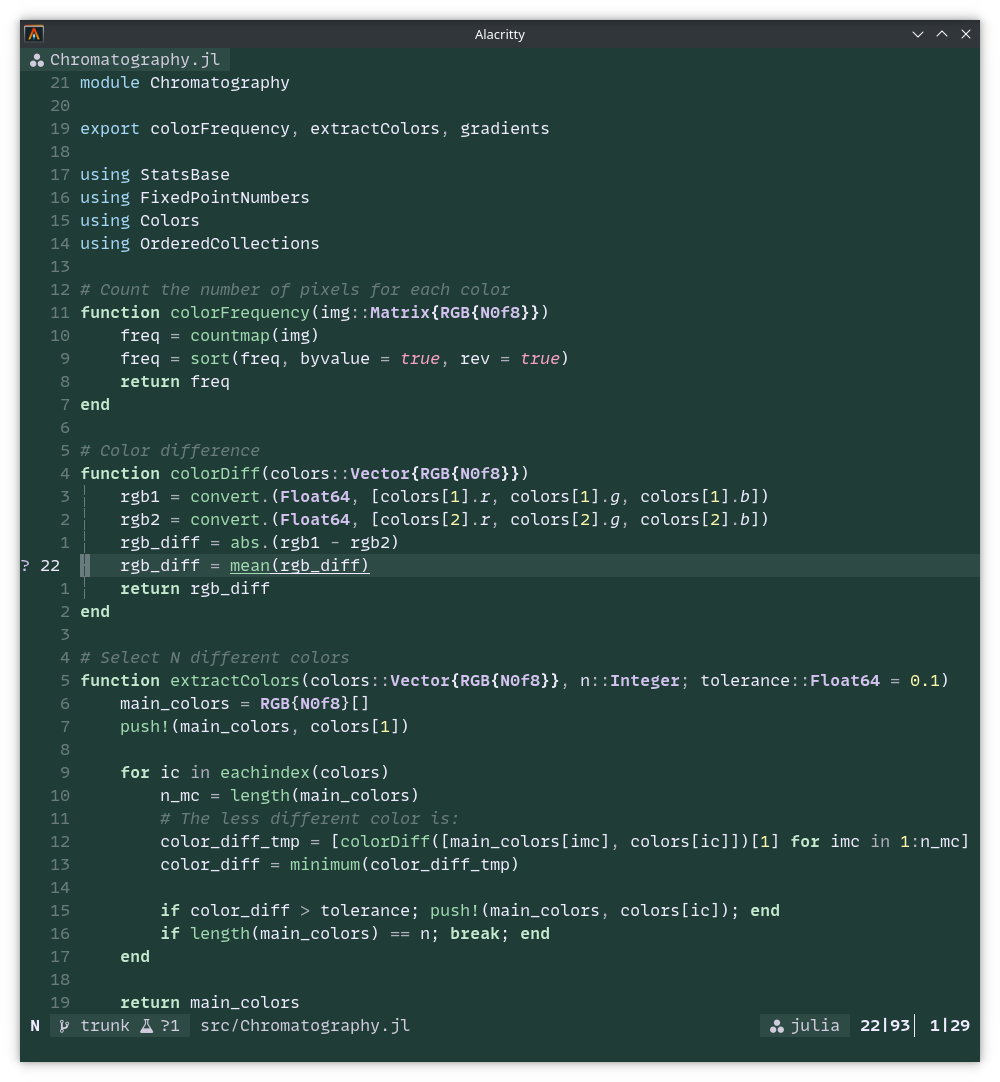 Alacritty
Chromatography.jl
21 module Chromatography
20
19 export colorFrequency, extractColors, gradients
18
17 using StatsBase
16 using FixedPointNumbers
15 using Colors
14 using OrderedCollections
13
12 # Count the number of pixels for each color
11 function colorFrequency(img::Matrix{RGB{N0f8}})
10     freq = countmap(img)
9     freq = sort(freq, byvalue = true, rev = true)
8     return freq
7 end
6
5 # Color difference
4 function colorDiff(colors::Vector{RGB{N0f8}})
3     rgb1 = convert.(Float64, [colors[1].r, colors[1].g, colors[1].b])
2     rgb2 = convert.(Float64, [colors[2].r, colors[2].g, colors[2].b])
1     rgb_diff = abs.(rgb1 - rgb2)
? 22     rgb_diff = mean(rgb_diff)
1     return rgb_diff
2 end
3
4 # Select N different colors
5 function extractColors(colors::Vector{RGB{N0f8}}, n::Integer; tolerance::Float64 = 0.1)
6     main_colors = RGB{N0f8}[]
7     push!(main_colors, colors[1])
8
9     for ic in eachindex(colors)
10         n_mc = length(main_colors)
11         # The less different color is:
12         color_diff_tmp = [colorDiff([main_colors[imc], colors[ic]])[1] for imc in 1:n_mc]
13         color_diff = minimum(color_diff_tmp)
14
15         if color_diff > tolerance; push!(main_colors, colors[ic]); end
16         if length(main_colors) == n; break; end
17     end
18
19     return main_colors
N trunk ?1 src/Chromatography.jl julia 22|93 1|29